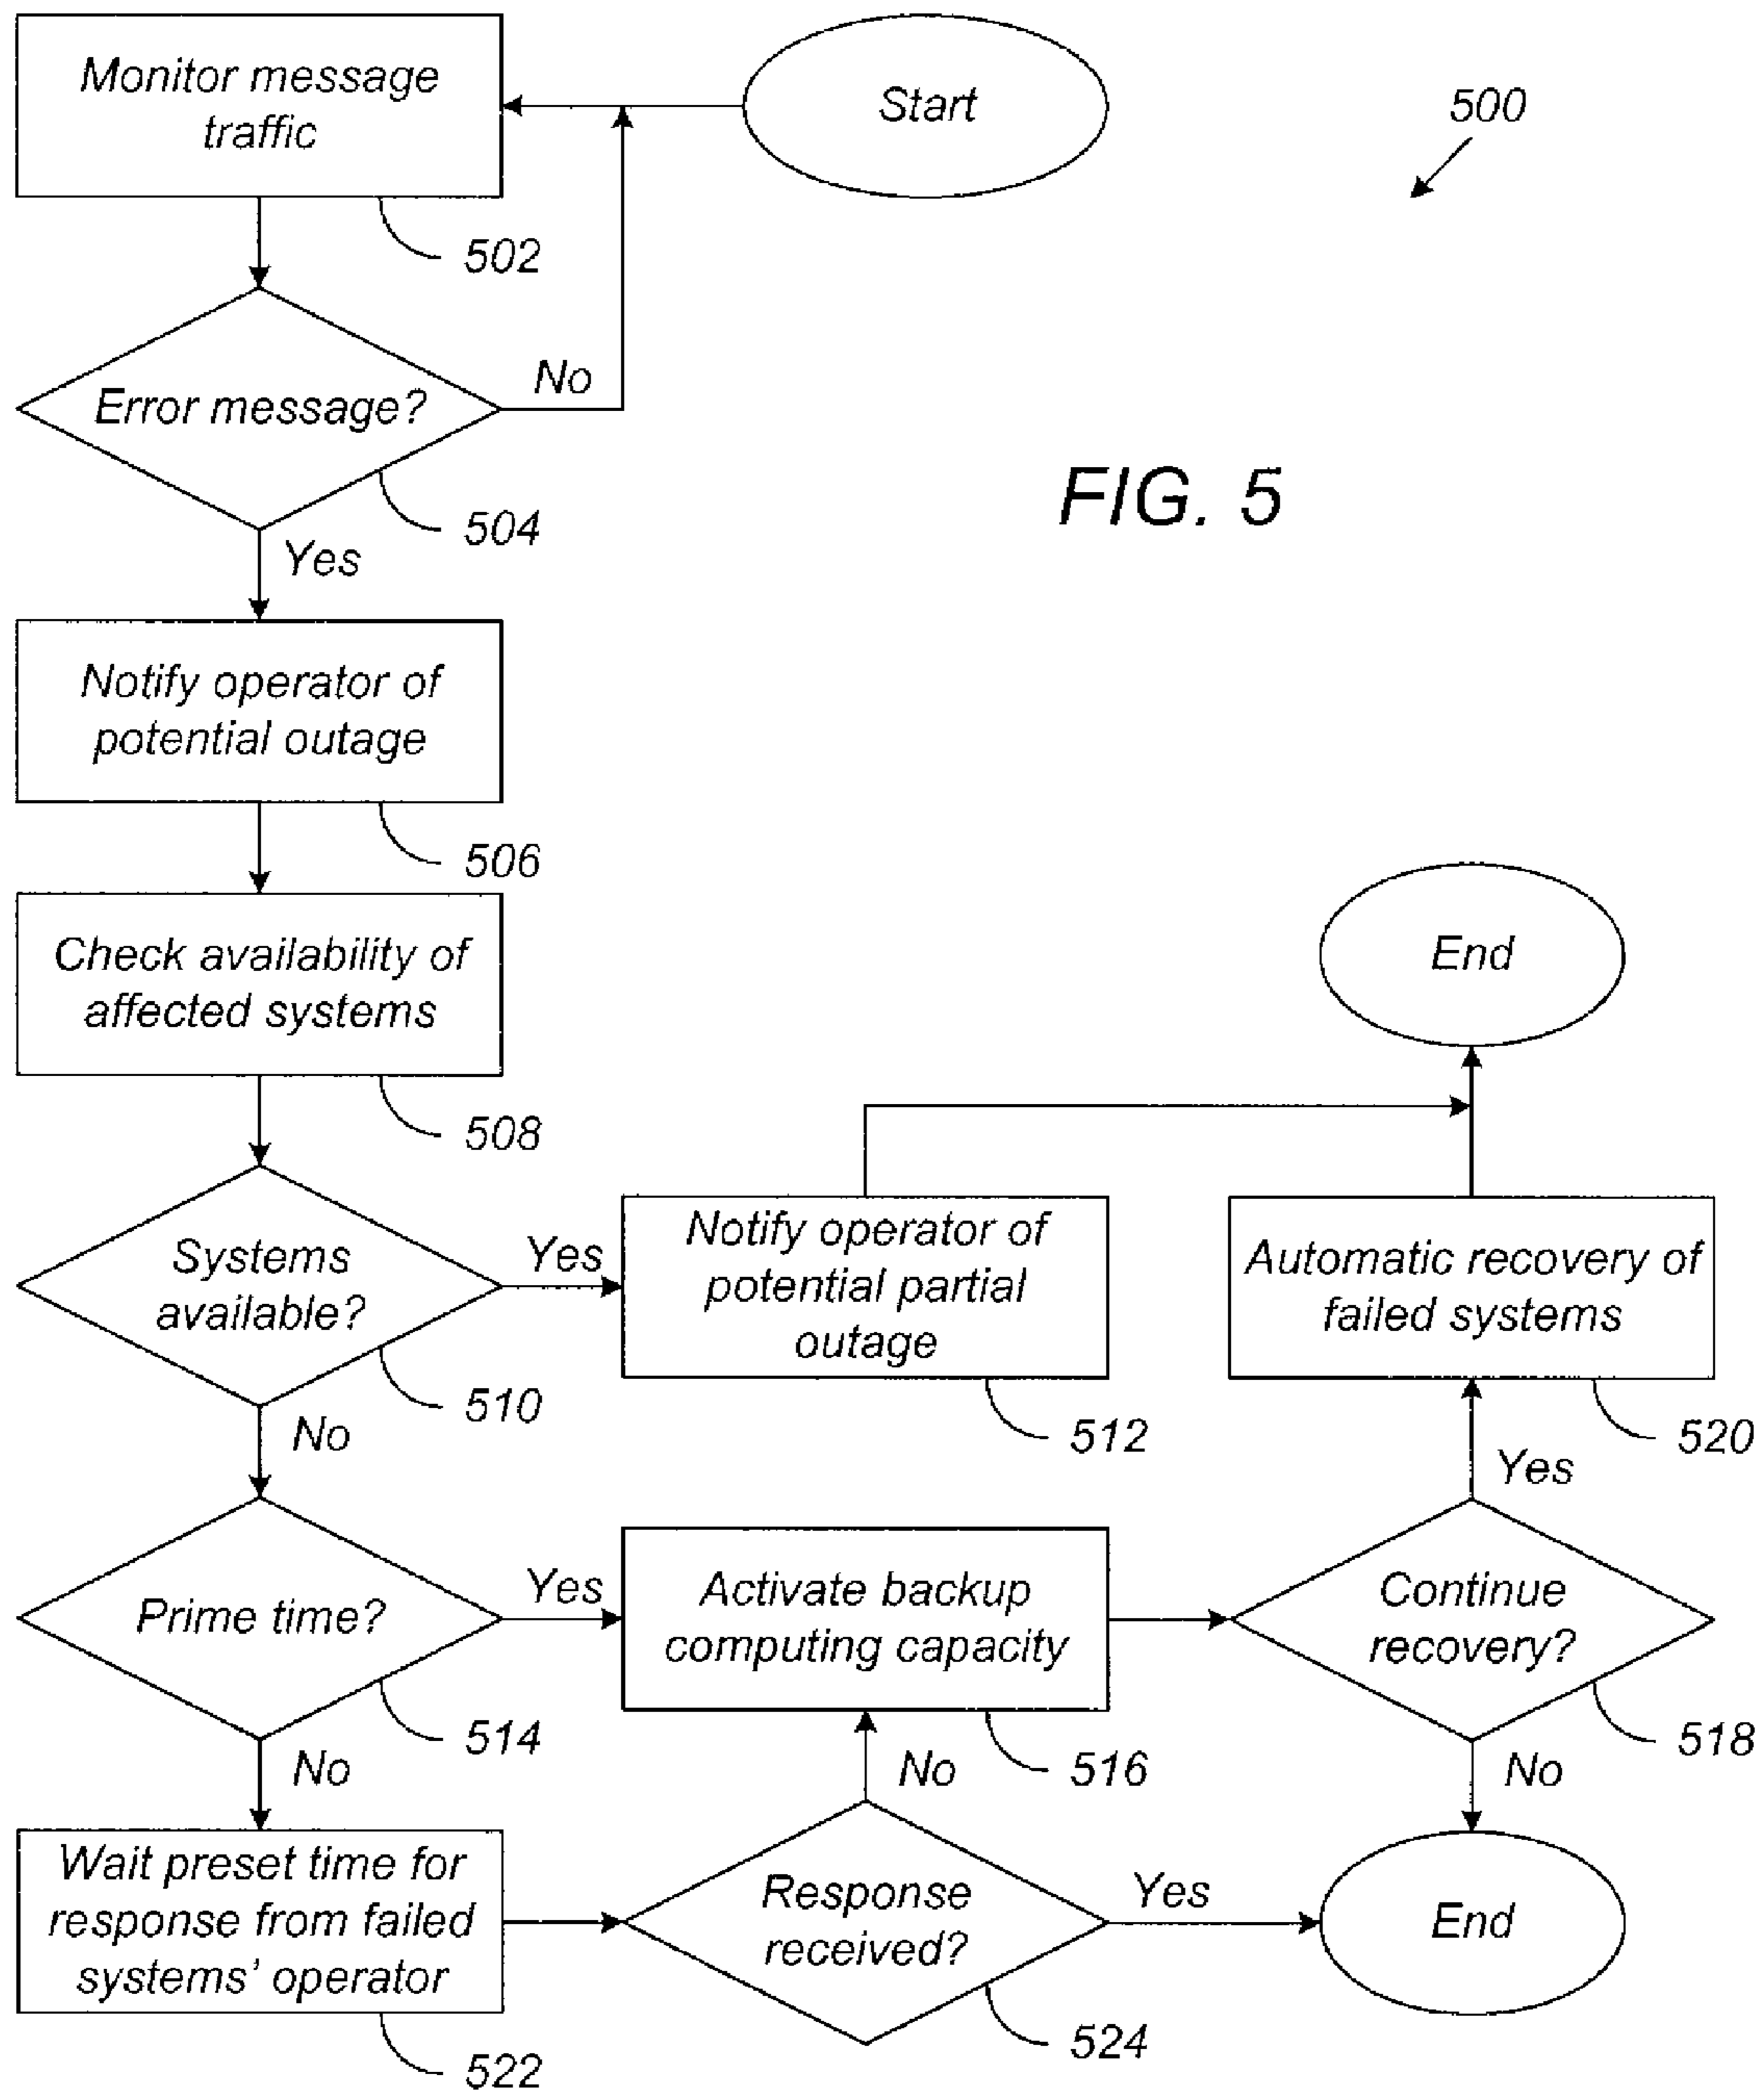 Monitor message
traffic
Start
500
502
Error message?
No
504
FIG. 5
Yes
Notify operator of
potential outage
506
Check availability of
affected systems
End
508
Systems
available?
Yes
Notify operator of
potential partial
outage
Automatic recovery of
failed systems
510
No
512
520
Yes
Prime time?
Yes
Activate backup
computing capacity
Continue
recovery?
514
No
No
516
518
No
Wait preset time for
response from failed
systems’ operator
Response
received?
Yes
End
524
522